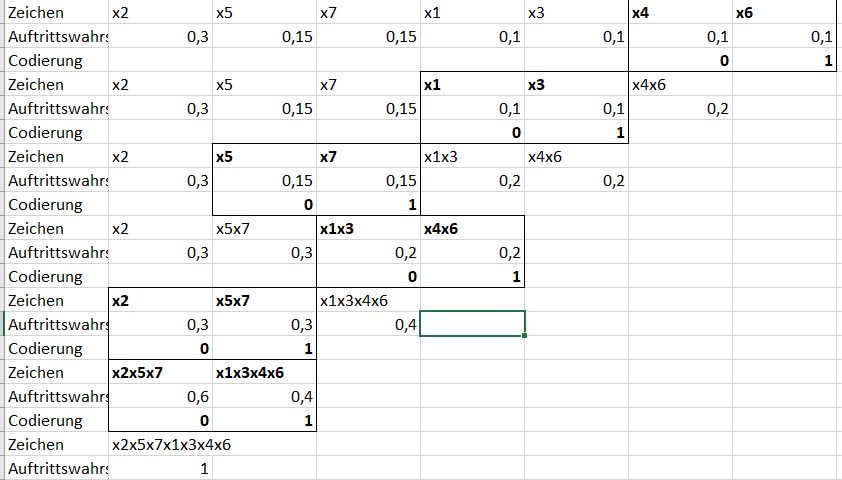 Zeichen x2 x5 x7 x1 x3 x4 x6
Auftrittswahrs 0,3 0,15 0,15 0,1 0,1 0,1 0,1
Codierung 0 1
Zeichen x2 x5 x7 x1 x3 x4x6
Auftrittswahrs 0,3 0,15 0,15 0,1 0,1 0,2
Codierung 0 1
Zeichen x2 x5 x7 x1x3 x4x6
Auftrittswahrs 0,3 0,15 0,15 0,2 0,2
Codierung 0 1
Zeichen x2 x5x7 x1x3 x4x6
Auftrittswahrs 0,3 0,3 0,2 0,2
Codierung 0 1
Zeichen x2 x5x7 x1x3x4x6
Auftrittswahrs 0,3 0,3 0,4
Codierung 0 1
Zeichen x2x5x7 x1x3x4x6
Auftrittswahrs 0,6 0,4
Codierung 0 1
Zeichen x2x5x7x1x3x4x6
Auftrittswahrs 1